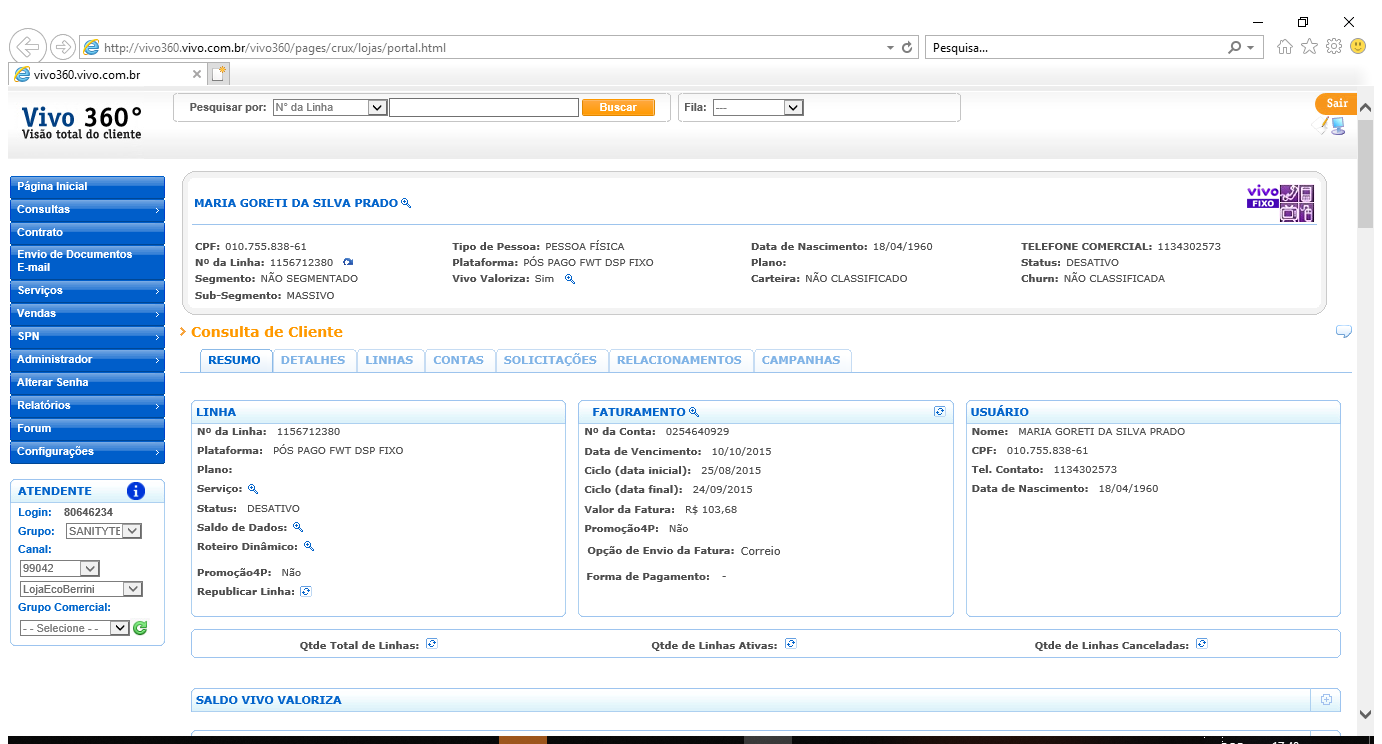 http://vivo360.vivo.com.br/vivo360/pages/crux/lojas/portal.html
Pesquisa...
vivo360.vivo.com.br
Vivo 360°
Visão total do cliente
Pesquisar por: N° da Linha Buscar
Fila: ---
Sair
Página Inicial
Consultas
Contrato
Envio de Documentos
E-mail
Serviços
Vendas
SPN
Administrador
Alterar Senha
Relatórios
Forum
Configurações
ATENDENTE
Login: 80646234
Grupo: SANITYTE
Canal:
99042
LojaEcoBerrini
Grupo Comercial:
- - Selecione - -
MARIA GORETI DA SILVA PRADO
vivo
FIXO
CPF: 010.755.838-61
Nº da Linha: 1156712380
Segmento: NÃO SEGMENTADO
Sub-Segmento: MASSIVO
Tipo de Pessoa: PESSOA FÍSICA
Plataforma: PÓS PAGO FWT DSP FIXO
Vivo Valoriza: Sim
Data de Nascimento: 18/04/1960
Plano:
Carteira: NÃO CLASSIFICADO
TELEFONE COMERCIAL: 1134302573
Status: DESATIVO
Churn: NÃO CLASSIFICADA
Consulta de Cliente
RESUMO
DETALHES
LINHAS
CONTAS
SOLICITAÇÕES
RELACIONAMENTOS
CAMPANHAS
LINHA
Nº da Linha: 1156712380
Plataforma: PÓS PAGO FWT DSP FIXO
Plano:
Serviço:
Status: DESATIVO
Saldo de Dados:
Roteiro Dinâmico:
Promoção4P: Não
Republicar Linha:
FATURAMENTO
Nº da Conta: 0254640929
Data de Vencimento: 10/10/2015
Ciclo (data inicial): 25/08/2015
Ciclo (data final): 24/09/2015
Valor da Fatura: R$ 103,68
Promoção4P: Não
Opção de Envio da Fatura: Correio
Forma de Pagamento: -
USUÁRIO
Nome: MARIA GORETI DA SILVA PRADO
CPF: 010.755.838-61
Tel. Contato: 1134302573
Data de Nascimento: 18/04/1960
Qtde Total de Linhas:
Qtde de Linhas Ativas:
Qtde de Linhas Canceladas:
SALDO VIVO VALORIZA